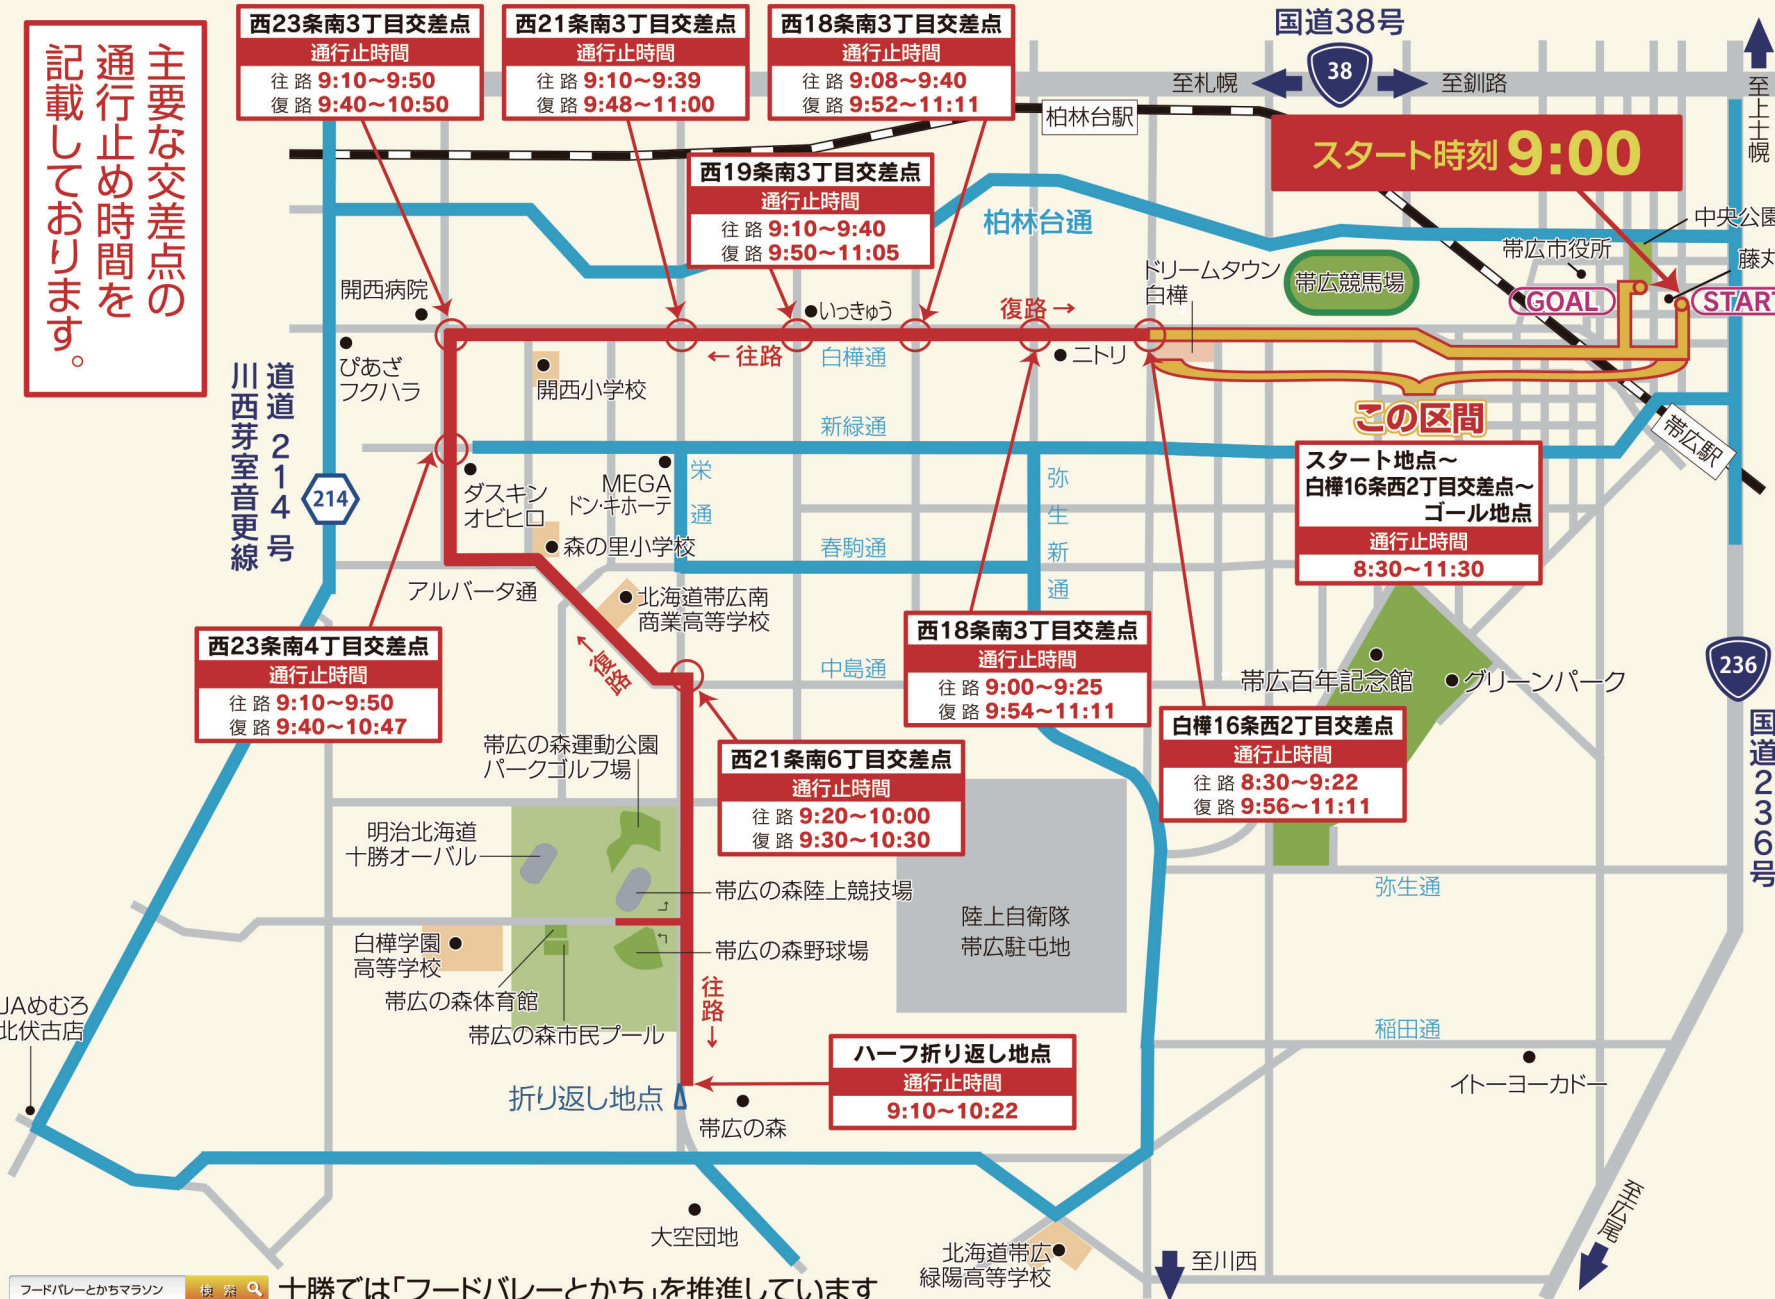 主要な交差点の
通行止め時間を
記載しております。
西23条南3丁目交差点
通行止時間
往 路 9:10～9:50
復 路 9:40～10:50
西21条南3丁目交差点
通行止時間
往 路 9:10～9:39
復 路 9:48～11:00
西18条南3丁目交差点
通行止時間
往 路 9:08～9:40
復 路 9:52～11:11
国道38号
38
至札幌
至釧路
至上士幌
柏林台駅
スタート時刻 9:00
西19条南3丁目交差点
通行止時間
往 路 9:10～9:40
復 路 9:50～11:05
柏林台通
中央公園
帯広市役所
藤丸
ドリームタウン
白樺
帯広競馬場
GOAL
START
開西病院
いっきゅう
復路→
←往路
白樺通
ニトリ
ぴあざ
フクハラ
開西小学校
この区間
道道214号
川西芽室音更線
214
新緑通
帯広駅
スタート地点～
白樺16条西2丁目交差点～
ゴール地点
通行止時間
8:30～11:30
ダスキン
オビヒロ
MEGA
ドン・キホーテ
栄通
弥生新通
森の里小学校
春駒通
アルバータ通
北海道帯広南
商業高等学校
←復路
西23条南4丁目交差点
通行止時間
往 路 9:10～9:50
復 路 9:40～10:47
中島通
西18条南3丁目交差点
通行止時間
往 路 9:00～9:25
復 路 9:54～11:11
帯広百年記念館
グリーンパーク
236
国道236号
西21条南6丁目交差点
通行止時間
往 路 9:20～10:00
復 路 9:30～10:30
白樺16条西2丁目交差点
通行止時間
往 路 8:30～9:22
復 路 9:56～11:11
帯広の森運動公園
パークゴルフ場
明治北海道
十勝オーバル
帯広の森陸上競技場
弥生通
陸上自衛隊
帯広駐屯地
白樺学園
高等学校
帯広の森野球場
帯広の森体育館
往路→
帯広の森市民プール
JAめむろ
北伏古店
稲田通
ハーフ折り返し地点
通行止時間
9:10～10:22
折り返し地点
帯広の森
イトーヨーカドー
大空団地
北海道帯広
緑陽高等学校
至川西
至広尾
フードバレーとかちマラソン
検 索
十勝では「フードバレーとかち」を推進しています